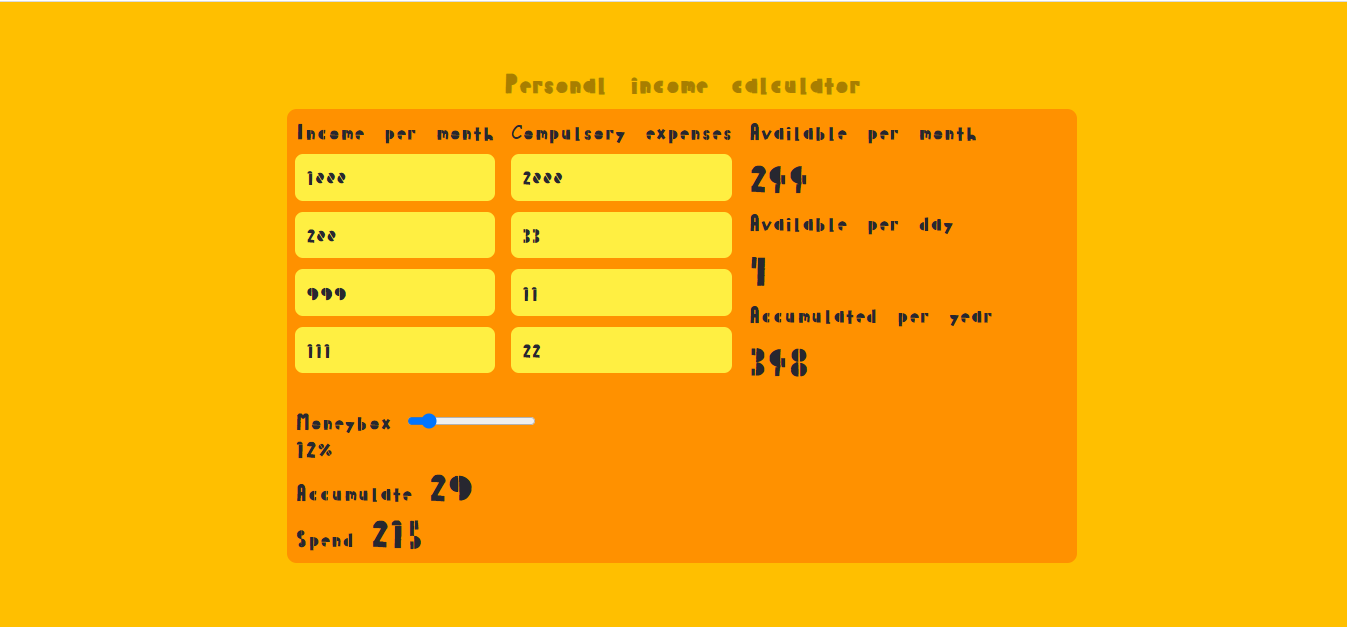 Personal income calculator
Income per month
1000
200
999
111
Compulsory expenses
2000
33
11
22
Available per month
244
Available per day
7
Accumulated per year
348
Moneybox
12%
Accumulate 29
Spend 215